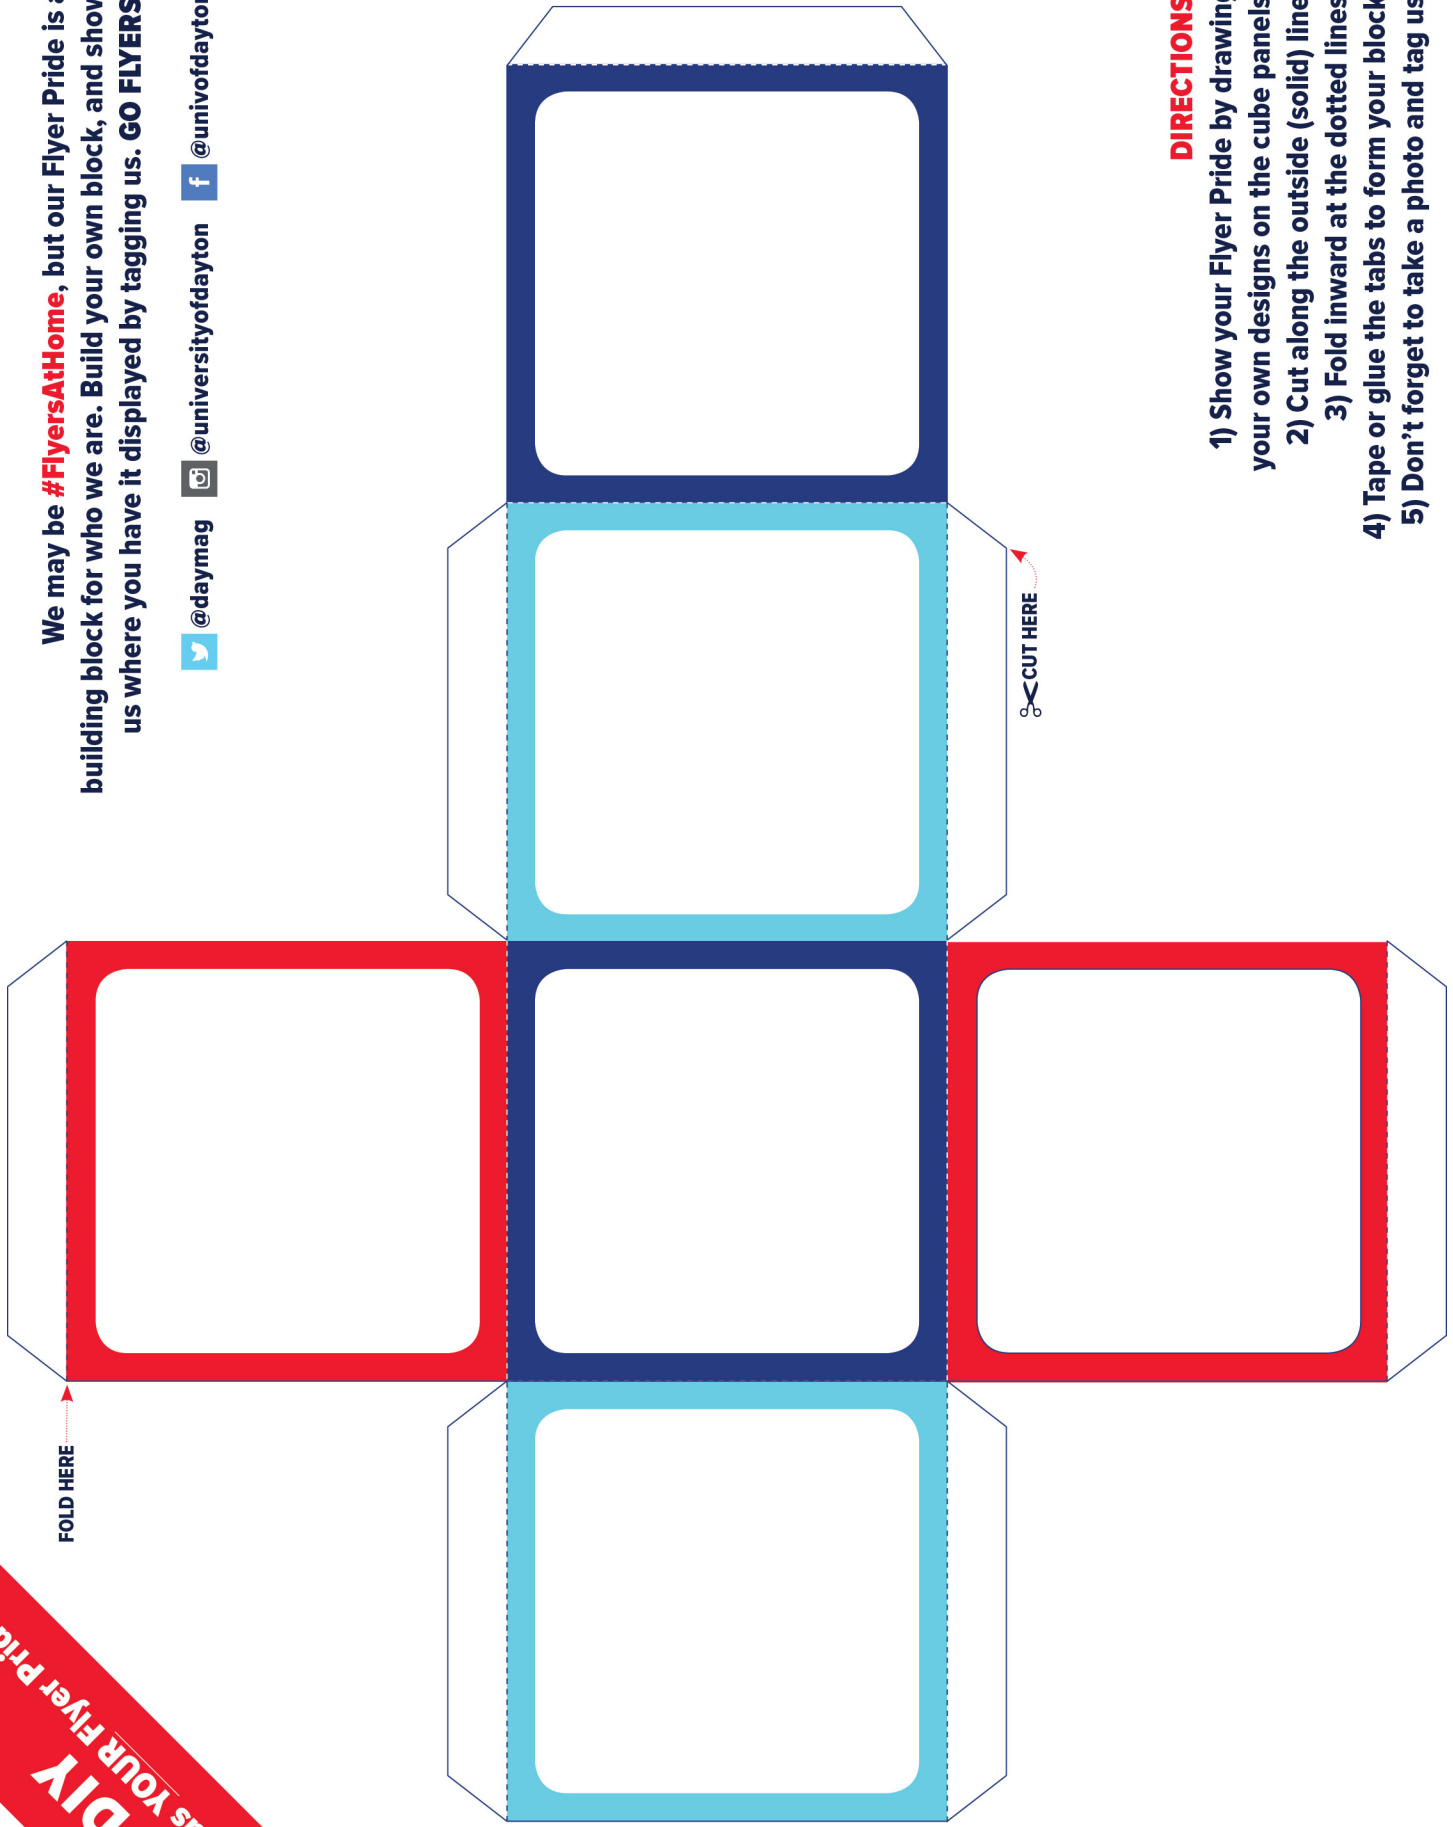 We may be #FlyersAtHome, but our Flyer Pride is a
building block for who we are. Build your own block, and show
us where you have it displayed by tagging us. GO FLYERS
@daymag @universityofdayton @univofdayton
DIRECTIONS
1) Show your Flyer Pride by drawing
your own designs on the cube panels
2) Cut along the outside (solid) line
3) Fold inward at the dotted lines
4) Tape or glue the tabs to form your block
5) Don’t forget to take a photo and tag us
CUT HERE
FOLD HERE
DIY
us YOUR Flyer Prid